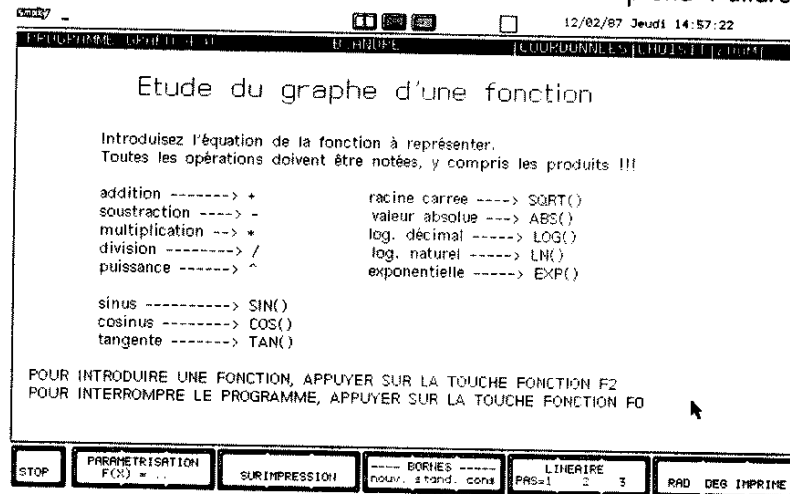 12/02/87 Jeudi 14:57:22
PROGRAMME
COORDONNEES CHOISIT ZOOM
Etude du graphe d'une fonction
Introduisez l'équation de la fonction à représenter.
Toutes les opérations doivent être notées, y compris les produits !!!
addition -------> +
soustraction ----> -
multiplication --> *
division --------> /
puissance ------> ^
racine carree ----> SQRT()
valeur absolue ---> ABS()
log. décimal -----> LOG()
log. naturel -----> LN()
exponentielle -----> EXP()
sinus ----------> SIN()
cosinus --------> COS()
tangente -------> TAN()
POUR INTRODUIRE UNE FONCTION, APPUYER SUR LA TOUCHE FONCTION F2
POUR INTERROMPRE LE PROGRAMME, APPUYER SUR LA TOUCHE FONCTION F0
STOP
PARAMETRISATION
F(X) = ..
SURIMPRESSION
---- BORNES -----
nouv. stand. cons
LINEAIRE
PAS=1 2 3
RAD DEG IMPRIME